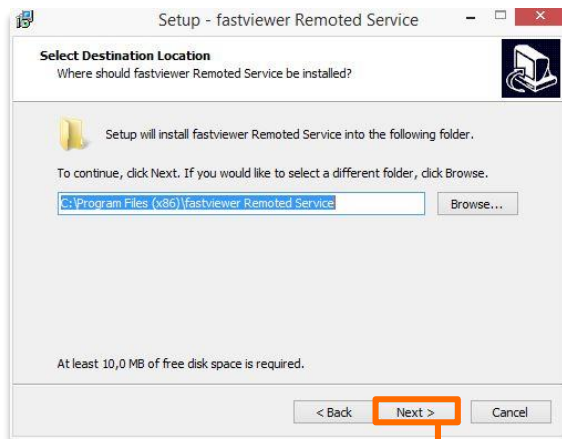 Setup - fastviewer Remoted Service
Select Destination Location
Where should fastviewer Remoted Service be installed?
Setup will install fastviewer Remoted Service into the following folder.
To continue, click Next. If you would like to select a different folder, click Browse.
C:\Program Files (x86)\fastviewer Remoted Service
Browse...
At least 10,0 MB of free disk space is required.
< Back
Next >
Cancel